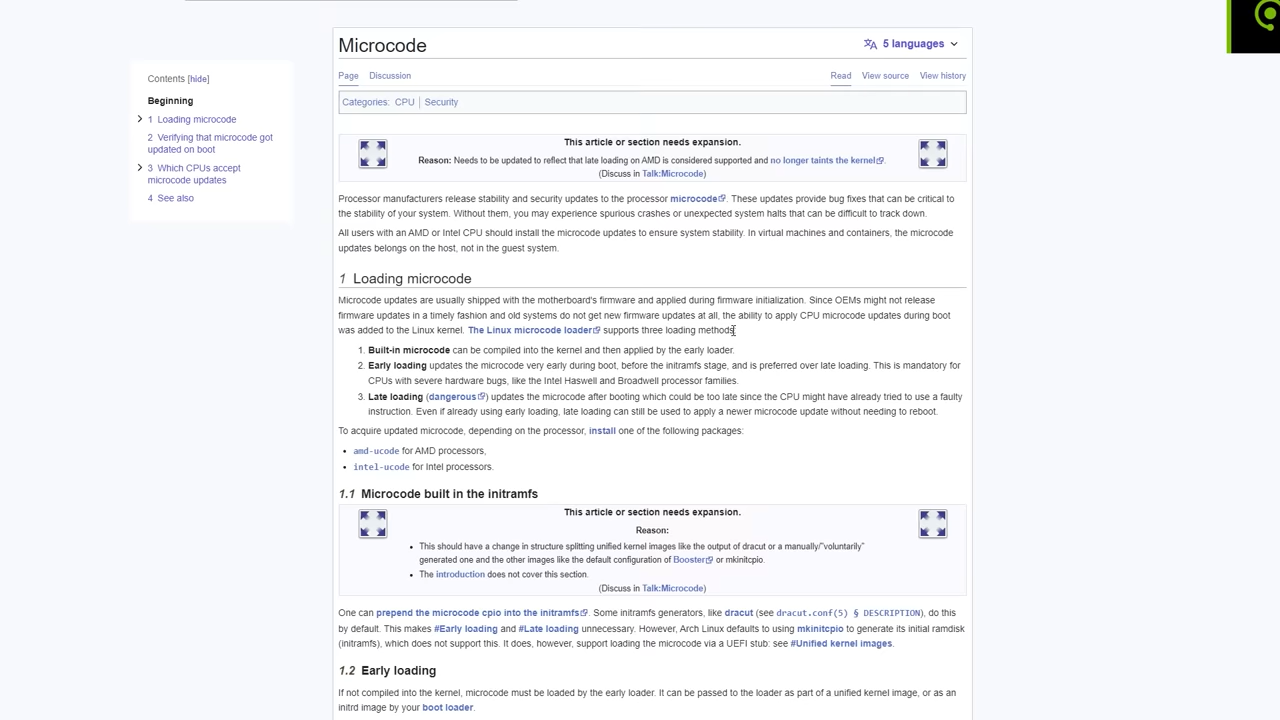 Microcode
5 languages
Page Discussion Read View source View history
Categories: CPU Security
Contents [hide]
Beginning
1 Loading microcode
2 Verifying that microcode got
updated on boot
3 Which CPUs accept
microcode updates
4 See also
This article or section needs expansion.
Reason: Needs to be updated to reflect that late loading on AMD is considered supported and no longer taints the kernel.
(Discuss in Talk:Microcode)
Processor manufacturers release stability and security updates to the processor microcode. These updates provide bug fixes that can be critical to
the stability of your system. Without them, you may experience spurious crashes or unexpected system halts that can be difficult to track down.
All users with an AMD or Intel CPU should install the microcode updates to ensure system stability. In virtual machines and containers, the microcode
updates belongs on the host, not in the guest system.
1 Loading microcode
Microcode updates are usually shipped with the motherboard's firmware and applied during firmware initialization. Since OEMs might not release
firmware updates in a timely fashion and old systems do not get new firmware updates at all, the ability to apply CPU microcode updates during boot
was added to the Linux kernel. The Linux microcode loader supports three loading methods:
1. Built-in microcode can be compiled into the kernel and then applied by the early loader.
2. Early loading updates the microcode very early during boot, before the initramfs stage, and is preferred over late loading. This is mandatory for
CPUs with severe hardware bugs, like the Intel Haswell and Broadwell processor families.
3. Late loading (dangerous) updates the microcode after booting which could be too late since the CPU might have already tried to use a faulty
instruction. Even if already using early loading, late loading can still be used to apply a newer microcode update without needing to reboot.
To acquire updated microcode, depending on the processor, install one of the following packages:
• amd-ucode for AMD processors,
• intel-ucode for Intel processors.
1.1 Microcode built in the initramfs
This article or section needs expansion.
Reason:
• This should have a change in structure splitting unified kernel images like the output of dracut or a manually/"voluntarily"
generated one and the other images like the default configuration of Booster or mkinitcpio.
• The introduction does not cover this section.
(Discuss in Talk:Microcode)
One can prepend the microcode cpio into the initramfs. Some initramfs generators, like dracut (see dracut.conf(5) § DESCRIPTION), do this
by default. This makes #Early loading and #Late loading unnecessary. However, Arch Linux defaults to using mkinitcpio to generate its initial ramdisk
(initramfs), which does not support this. It does, however, support loading the microcode via a UEFI stub: see #Unified kernel images.
1.2 Early loading
If not compiled into the kernel, microcode must be loaded by the early loader. It can be passed to the loader as part of a unified kernel image, or as an
initrd image by your boot loader.